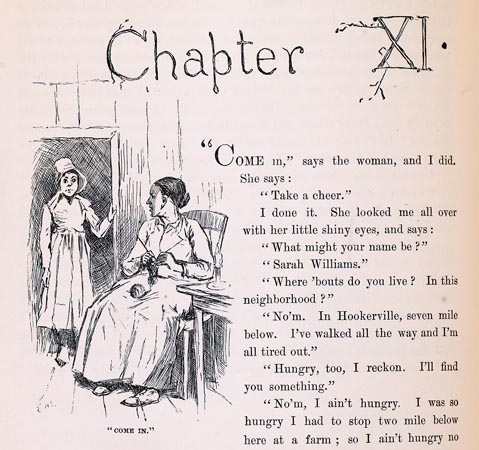 Chapter XI.
"COME IN," says the woman, and I did.
She says:
"Take a cheer."
I done it. She looked me all over
with her little shiny eyes, and says:
"What might your name be?"
"Sarah Williams."
"Where 'bouts do you live? In this
neighborhood?"
"No'm. In Hookerville, seven mile
below. I've walked all the way and I'm
all tired out."
"Hungry, too, I reckon. I'll find
you something."
"No'm, I ain't hungry. I was so
hungry I had to stop two mile below
here at a farm; so I ain't hungry no
"COME IN."